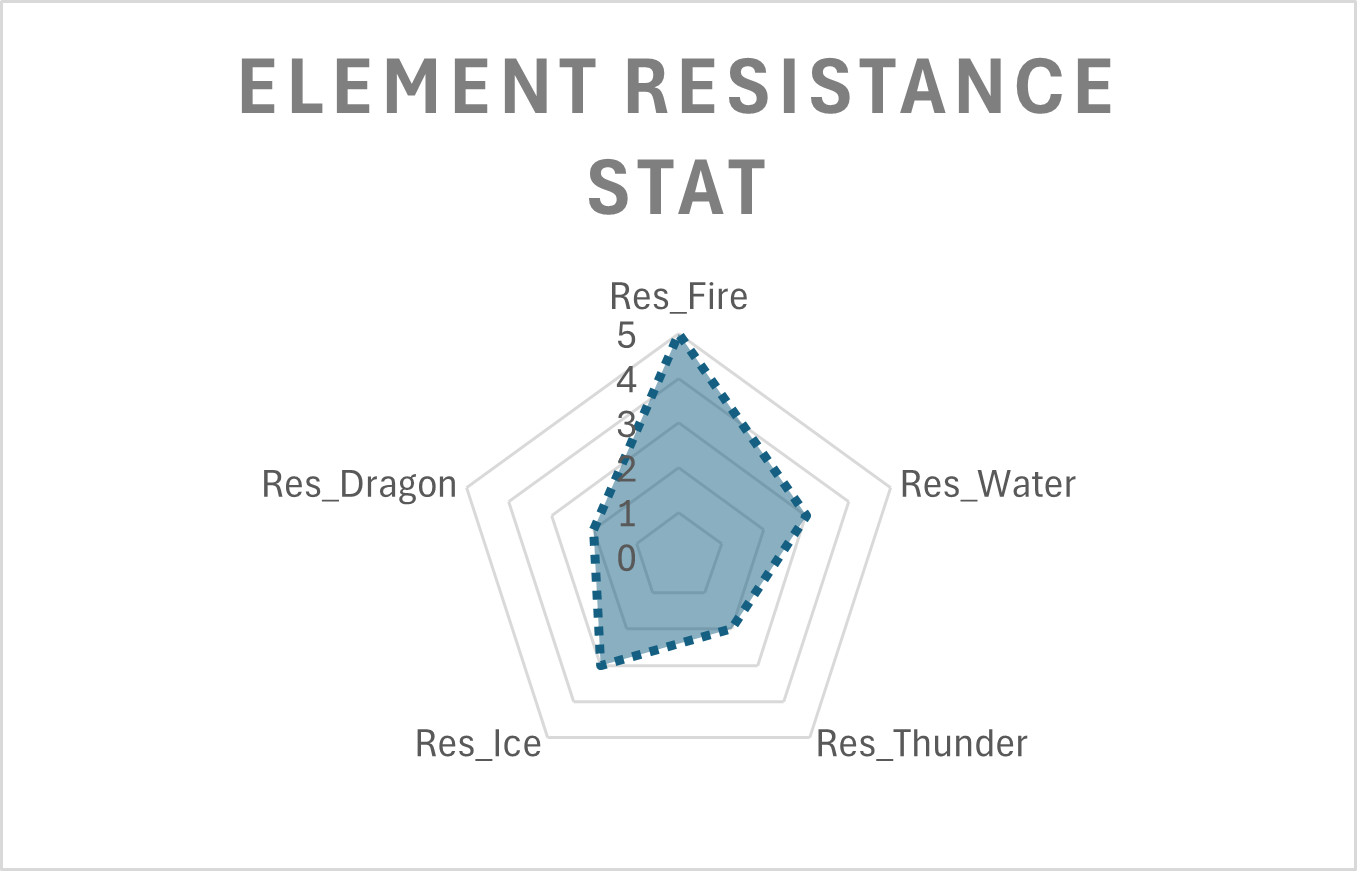 ELEMENT RESISTANCE
STAT
Res_Fire
5
4
3
2
1
0
Res_Dragon
Res_Water
Res_Ice
Res_Thunder